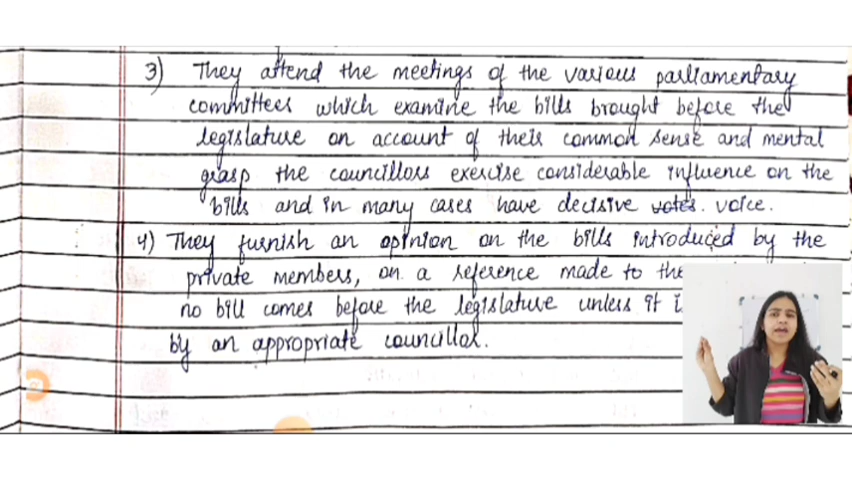 3) They attend the meetings of the various parliamentary
committees which examine the bills brought before the
legislature on account of their common sense and mental
grasp the councillors exercise considerable influence on the
bills and in many cases have decisive votes. voice.
4) They furnish an opinion on the bills introduced by the
private members, on a reference made to the
no bill comes before the legislature unless it
by an appropriate councillor.